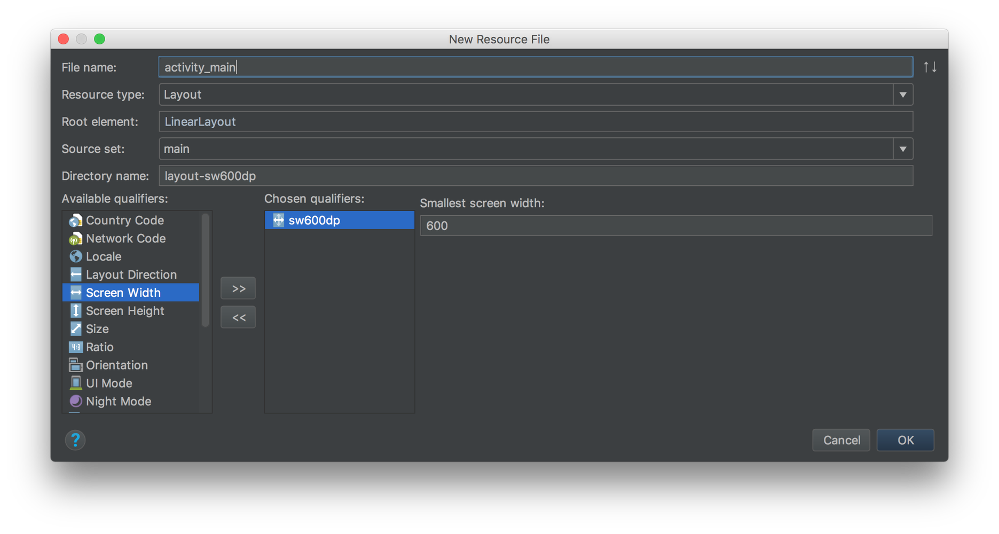 New Resource File
File name: activity_main
Resource type: Layout
Root element: LinearLayout
Source set: main
Directory name: layout-sw600dp
Available qualifiers:
Country Code
Network Code
Locale
Layout Direction
Screen Width
Screen Height
Size
4:3 Ratio
Orientation
UI Mode
Night Mode
>>
<<
Chosen qualifiers:
sw600dp
Smallest screen width:
600
?
Cancel
OK